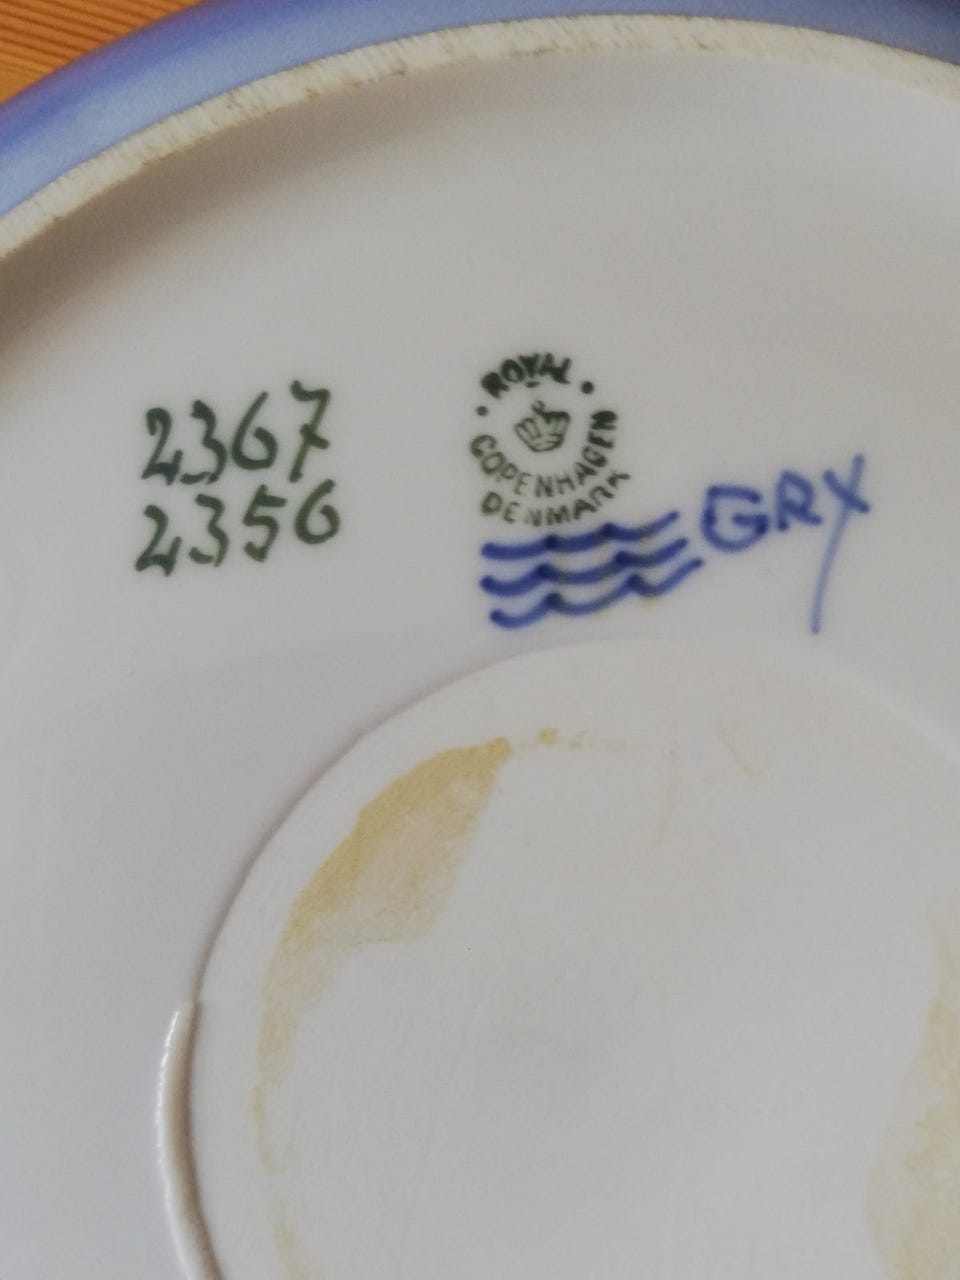 2367
2356
ROYAL
COPENHAGEN
DENMARK
GRX